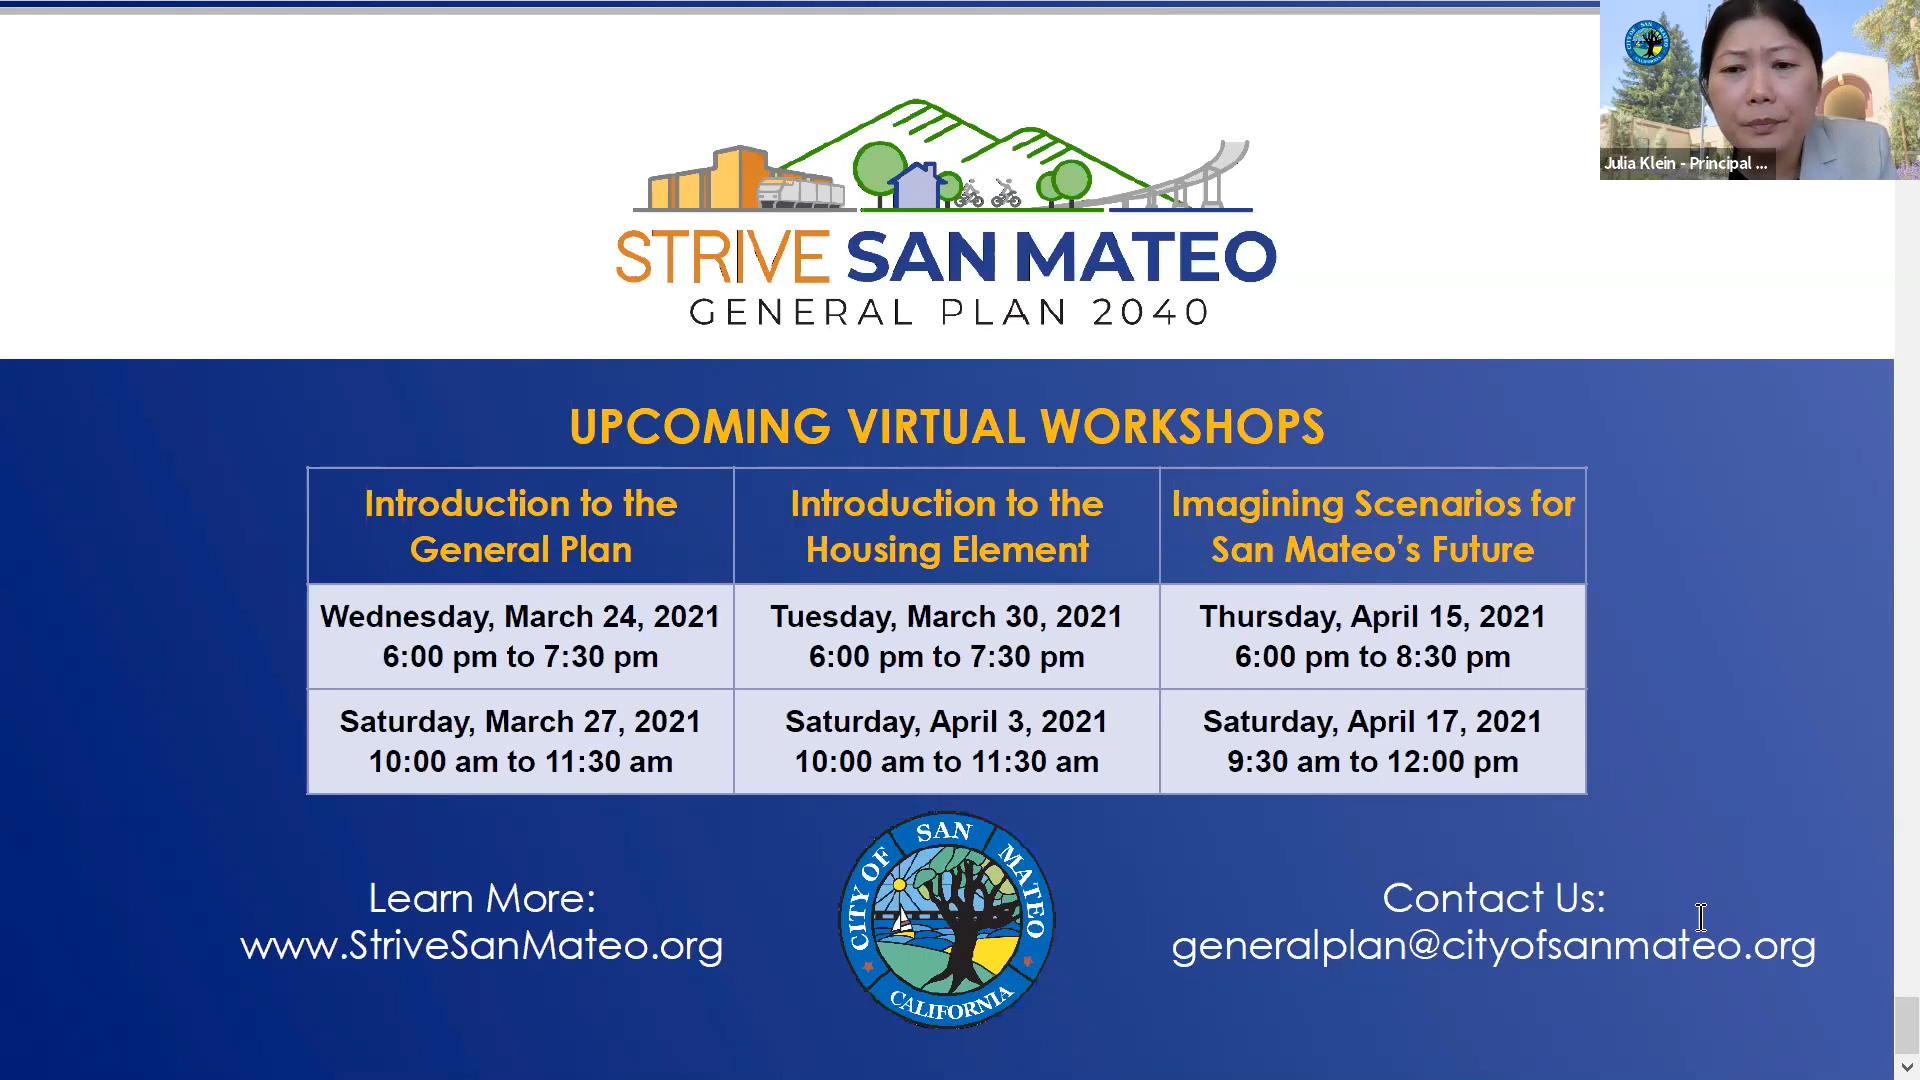 Julia Klein - Principal ...
STRIVE SAN MATEO
GENERAL PLAN 2040
UPCOMING VIRTUAL WORKSHOPS
Introduction to the
General Plan
Introduction to the
Housing Element
Imagining Scenarios for
San Mateo’s Future
Wednesday, March 24, 2021
6:00 pm to 7:30 pm
Tuesday, March 30, 2021
6:00 pm to 7:30 pm
Thursday, April 15, 2021
6:00 pm to 8:30 pm
Saturday, March 27, 2021
10:00 am to 11:30 am
Saturday, April 3, 2021
10:00 am to 11:30 am
Saturday, April 17, 2021
9:30 am to 12:00 pm
Learn More:
www.StriveSanMateo.org
CITY OF SAN MATEO
CALIFORNIA
Contact Us:
generalplan@cityofsanmateo.org
CITY OF SAN MATEO
CALIFORNIA